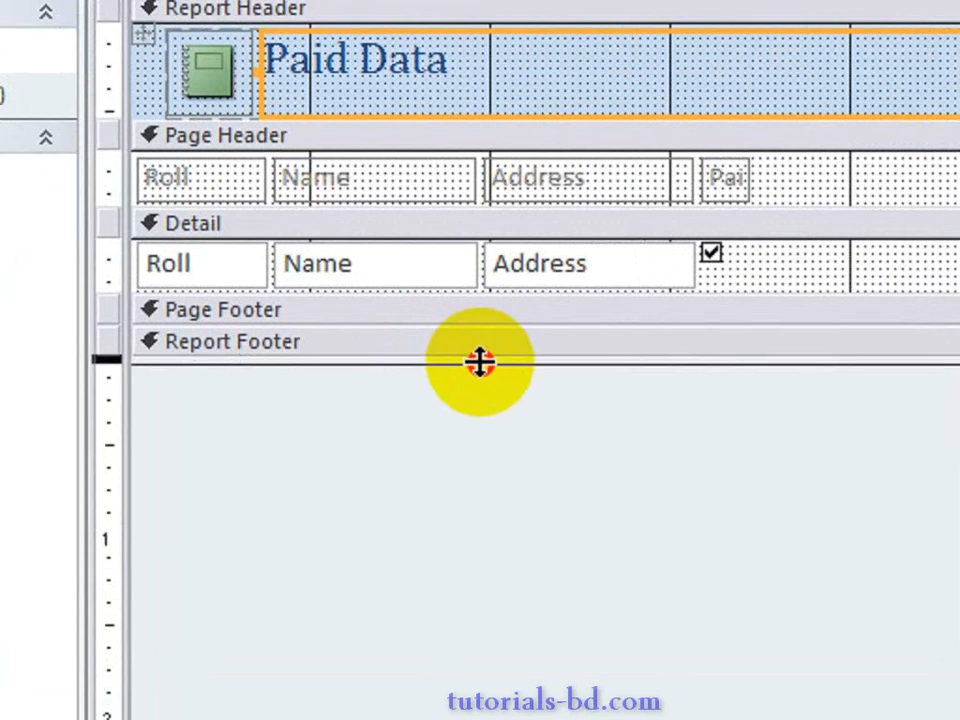 Report Header
Paid Data
Page Header
Roll Name Address Pai
Detail
Roll Name Address
Page Footer
Report Footer
1
2
tutorials-bd.com